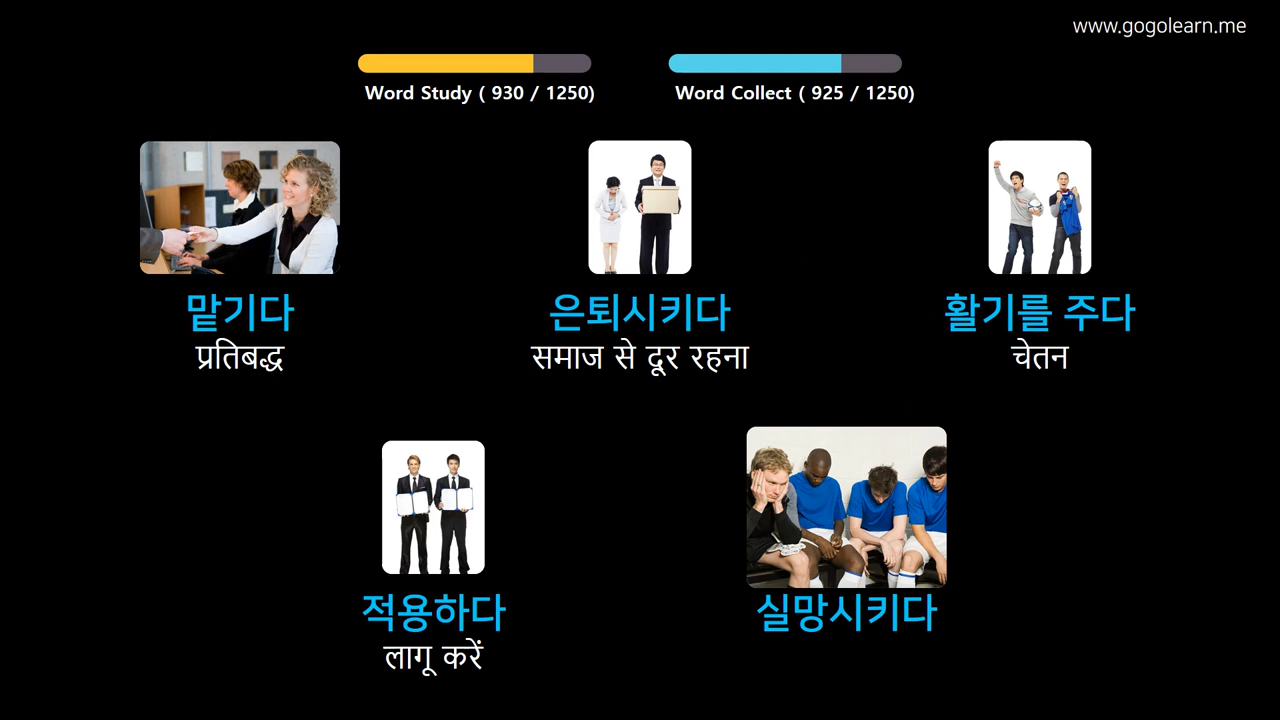 www.gogolearn.me
Word Study ( 930 / 1250)
Word Collect ( 925 / 1250)
맡기다
प्रतिबद्ध
은퇴시키다
समाज से दूर रहना
활기를 주다
चेतन
적용하다
लागू करें
실망시키다